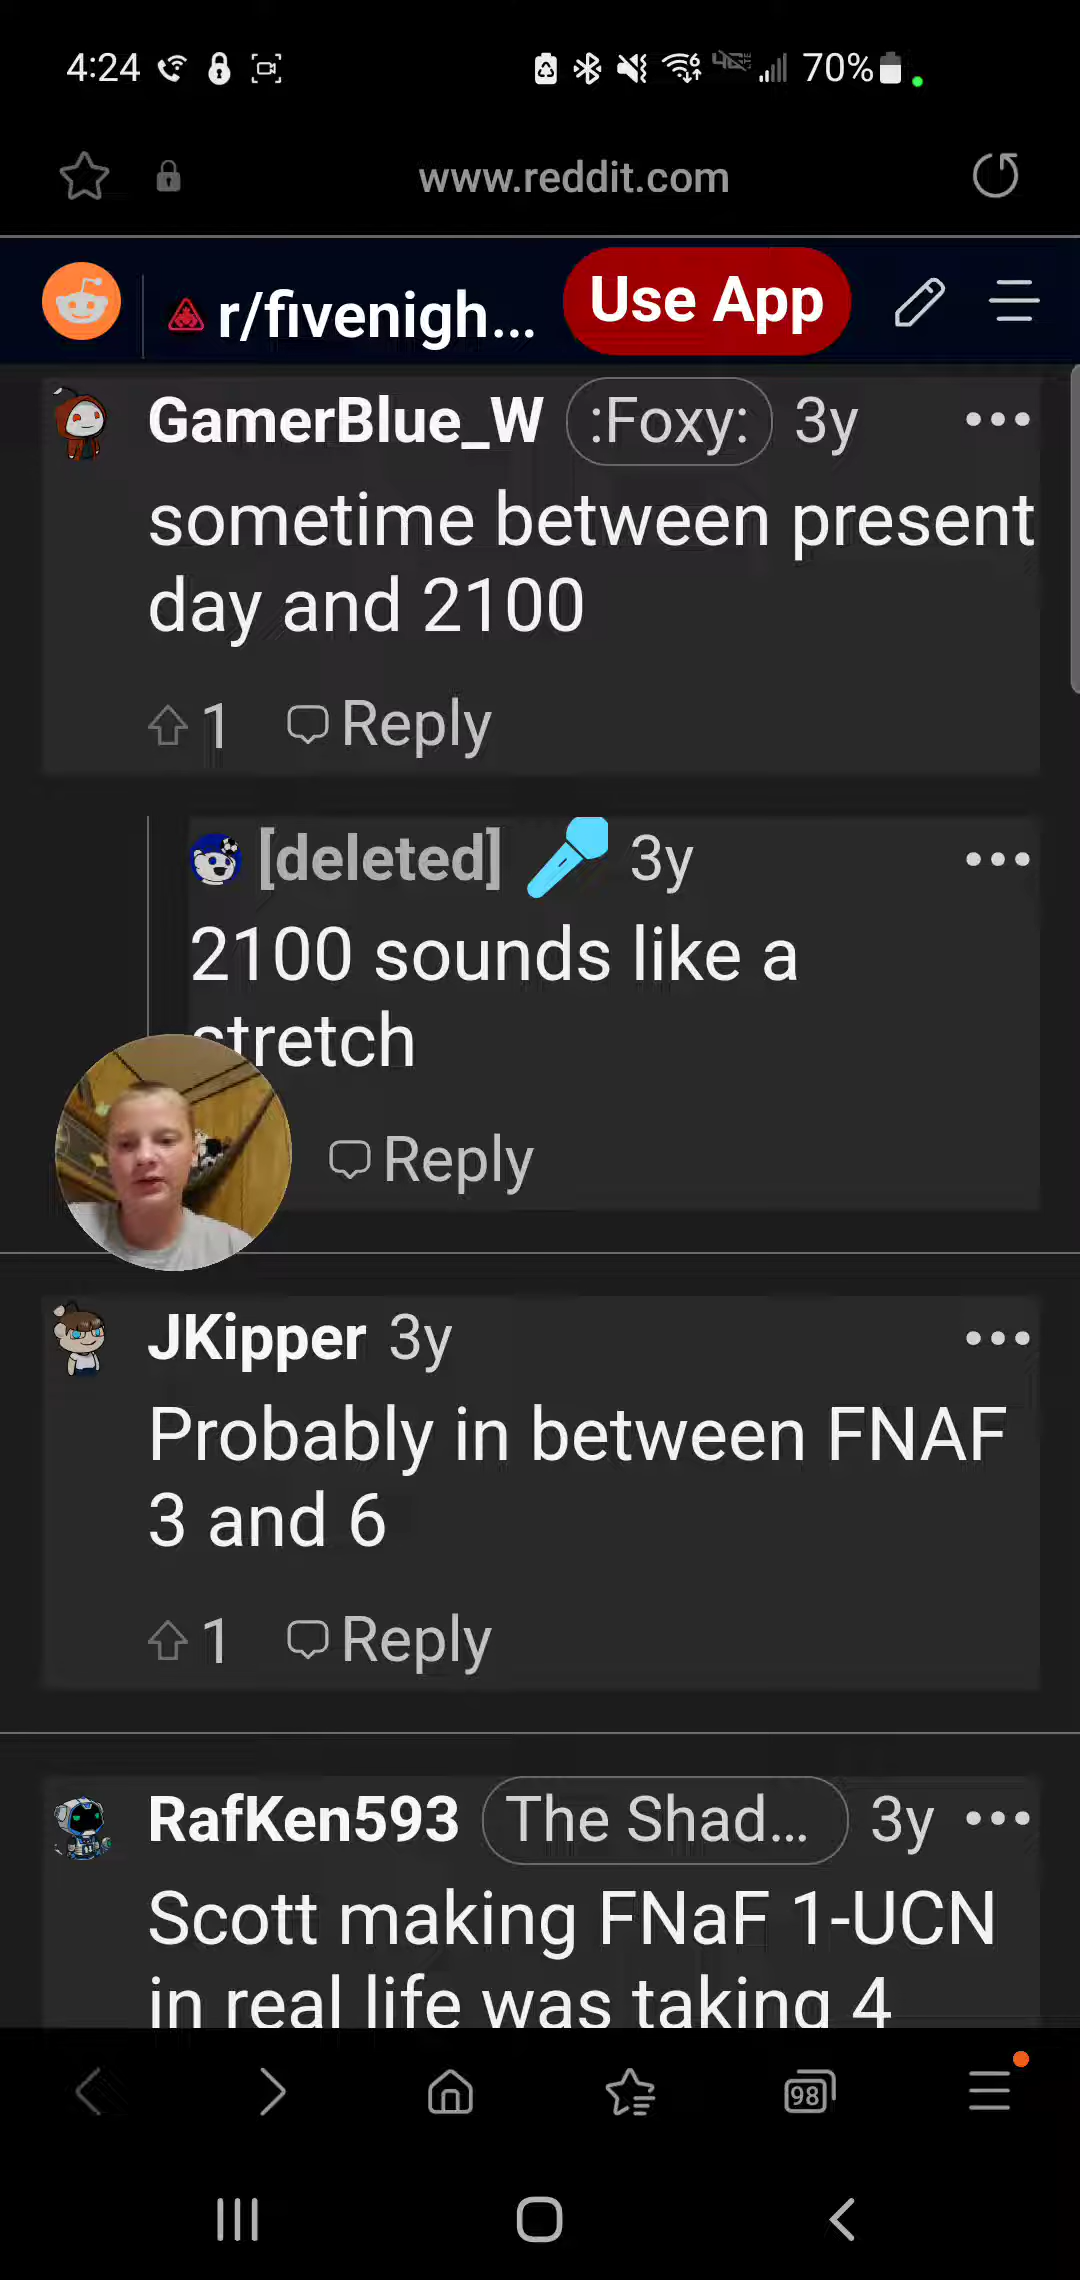 4:24 70%
www.reddit.com
r/fivenigh... Use App
GamerBlue_W :Foxy: 3y
sometime between present
day and 2100
1 Reply
[deleted] 3y
2100 sounds like a
stretch
Reply
JKipper 3y
Probably in between FNAF
3 and 6
1 Reply
RafKen593 The Shad... 3y
Scott making FNaF 1-UCN
in real life was taking 4
98